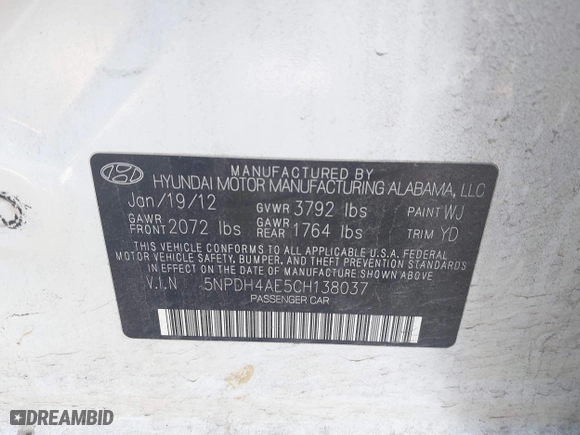 MANUFACTURED BY
HYUNDAI MOTOR MANUFACTURING ALABAMA, LLC
Jan/19/12 GVWR 3792 lbs PAINT WJ
GAWR FRONT 2072 lbs GAWR REAR 1764 lbs TRIM YD
THIS VEHICLE CONFORMS TO ALL APPLICABLE U.S.A. FEDERAL
MOTOR VEHICLE SAFETY, BUMPER, AND THEFT PREVENTION
STANDARDS IN EFFECT ON THE DATE OF MANUFACTURE SHOWN ABOVE.
V.I.N 5NPDH4AE5CH138037
PASSENGER CAR
DREAMBID